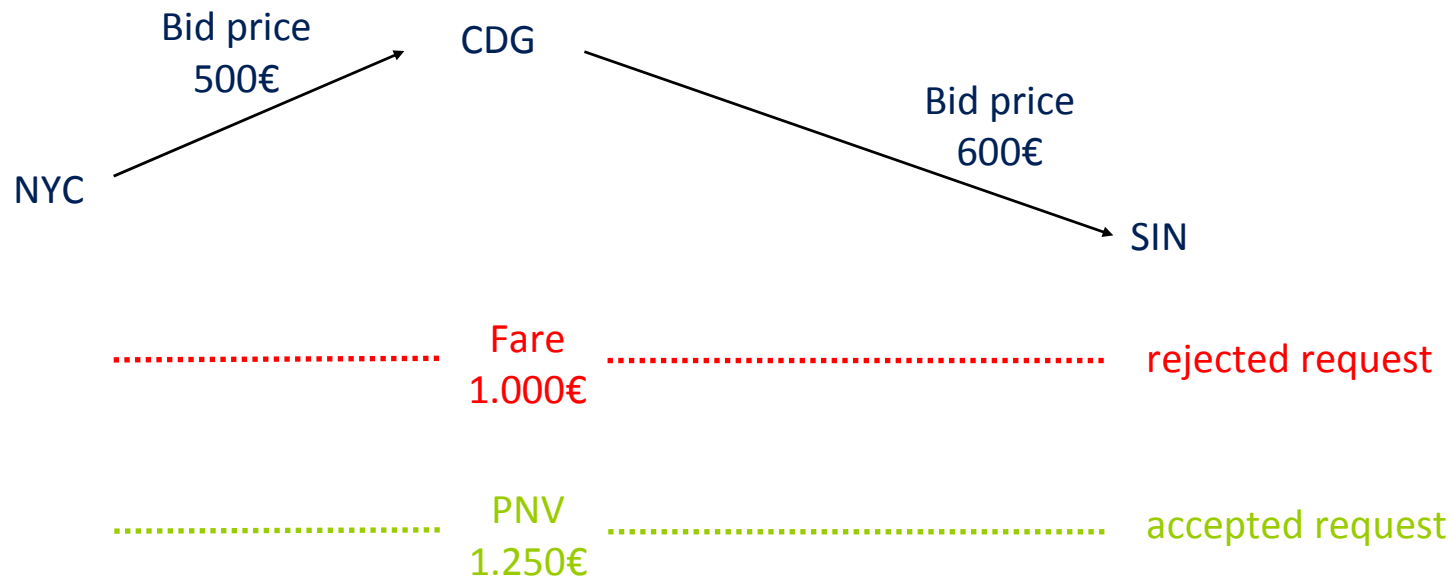 Bid price
500€
CDG
Bid price
600€
NYC
SIN
Fare
1.000€
rejected request
PNV
1.250€
accepted request